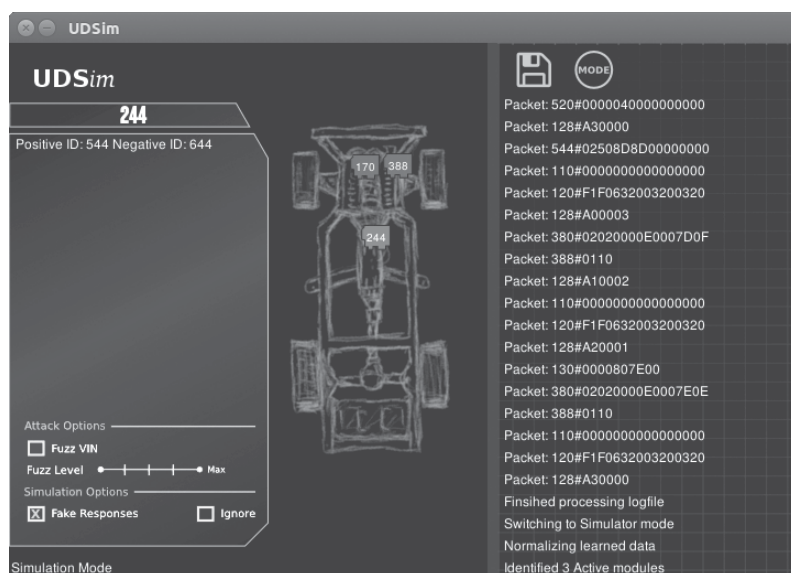 UDSim
UDSim
244
Positive ID: 544 Negative ID: 644
Attack Options
Fuzz VIN
Fuzz Level Max
Simulation Options
X Fake Responses Ignore
Simulation Mode
170 388
244
MODE
Packet: 520#0000040000000000
Packet: 128#A30000
Packet: 544#02508D8D00000000
Packet: 110#0000000000000000
Packet: 120#F1F0632003200320
Packet: 128#A00003
Packet: 380#02020000E0007D0F
Packet: 388#0110
Packet: 128#A10002
Packet: 110#0000000000000000
Packet: 120#F1F0632003200320
Packet: 128#A20001
Packet: 130#0000807E00
Packet: 380#02020000E0007E0E
Packet: 388#0110
Packet: 110#0000000000000000
Packet: 120#F1F0632003200320
Packet: 128#A30000
Finsihed processing logfile
Switching to Simulator mode
Normalizing learned data
Identified 3 Active modules